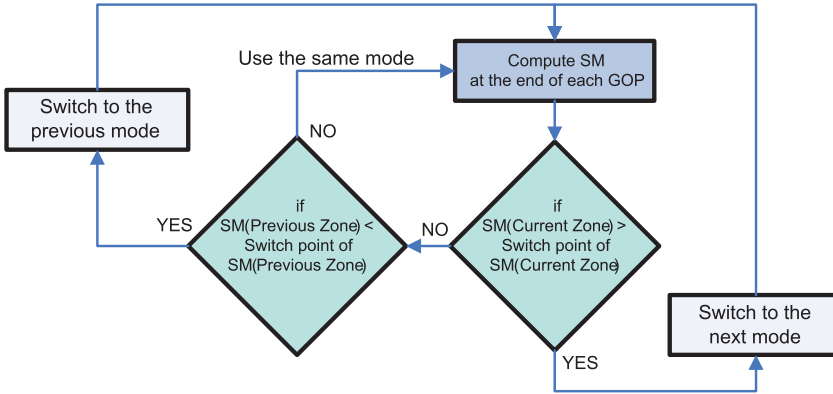 Use the same mode
Compute SM
at the end of each GOP
Switch to the
previous mode
NO
if
SM(Previous Zone) <
Switch point of
SM(Previous Zone)
YES
NO
if
SM(Current Zone) >
Switch point of
SM(Current Zone)
Switch to the
next mode
YES